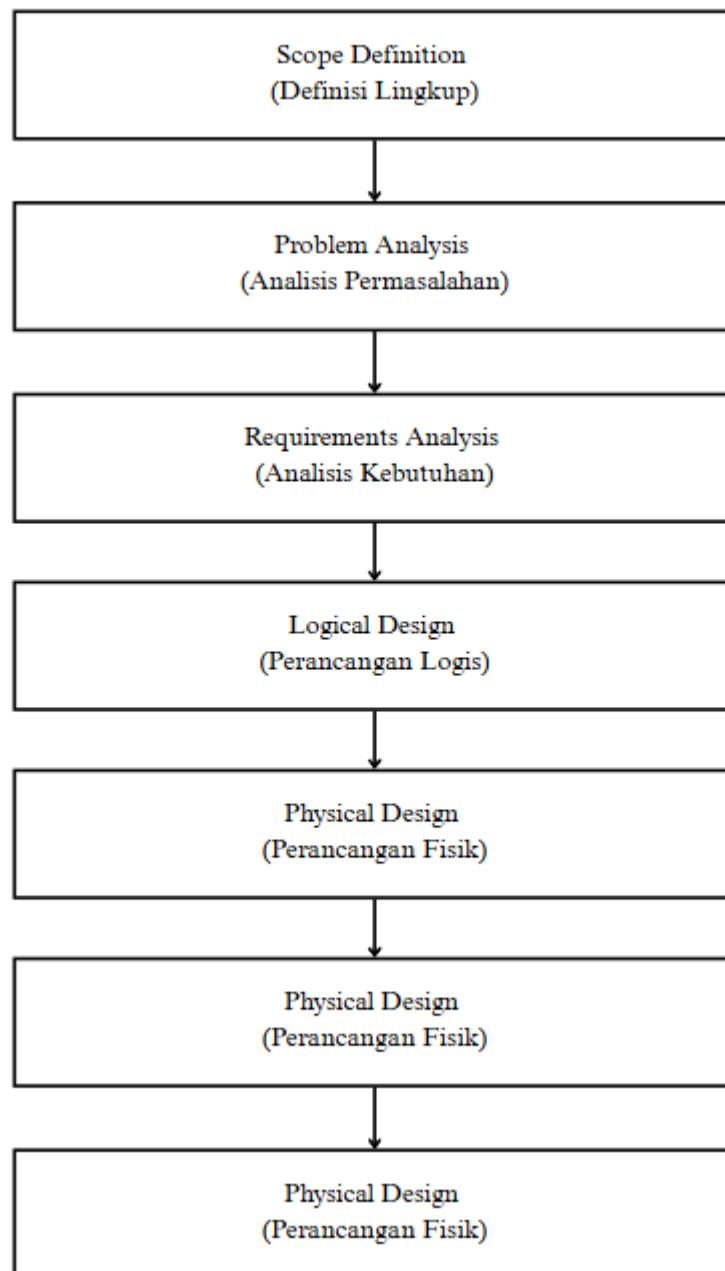 Scope Definition
(Definisi Lingkup)
Problem Analysis
(Analisis Permasalahan)
Requirements Analysis
(Analisis Kebutuhan)
Logical Design
(Perancangan Logis)
Physical Design
(Perancangan Fisik)
Physical Design
(Perancangan Fisik)
Physical Design
(Perancangan Fisik)